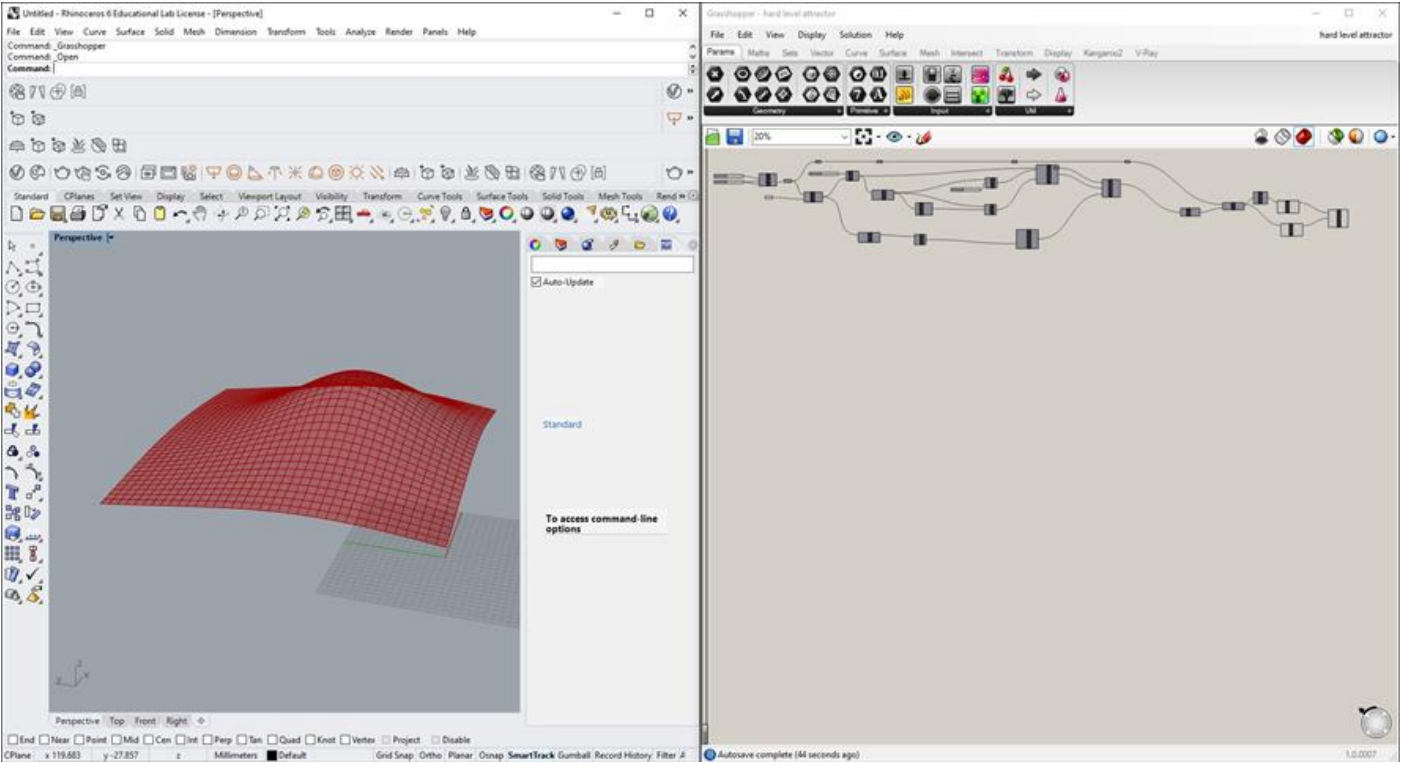 Untitled - Rhinoceros 6 Educational Lab License - [Perspective]
File Edit View Curve Surface Solid Mesh Dimension Transform Tools Analyze Render Panels Help
Command: _Grasshopper
Command: _Open
Command:
Standard CPlanes Set View Display Select Viewport Layout Visibility Transform Curve Tools Surface Tools Solid Tools Mesh Tools Rend
Perspective
Auto-Update
Standard
To access command-line
options
z
y x
Perspective Top Front Right
End Near Point Mid Cen Int Perp Tan Quad Knot Vertex Project Disable
CPlane x 119.683 y -27.857 z Millimeters Default Grid Snap Ortho Planar Osnap SmartTrack Gumball Record History Filter
Grasshopper - hard level attractor
File Edit View Display Solution Help hard level attractor
Params Maths Sets Vector Curve Surface Mesh Intersect Transform Display Kangaroo2 V-Ray
Geometry Primitive Input Util
20%
Autosave complete (44 seconds ago) 1.0.0007